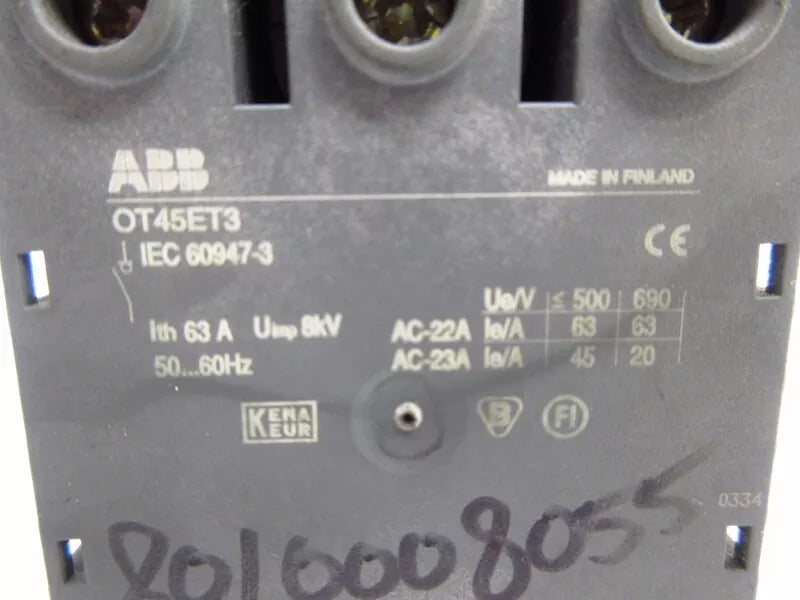 ABB MADE IN FINLAND
OT45ET3
IEC 60947-3 CE
Ue/V ≤ 500 690
Ith 63 A Uimp 8kV AC-22A Ie/A 63 63
50...60Hz AC-23A Ie/A 45 20
KEMA
KEUR
S FI
0334
8016008055